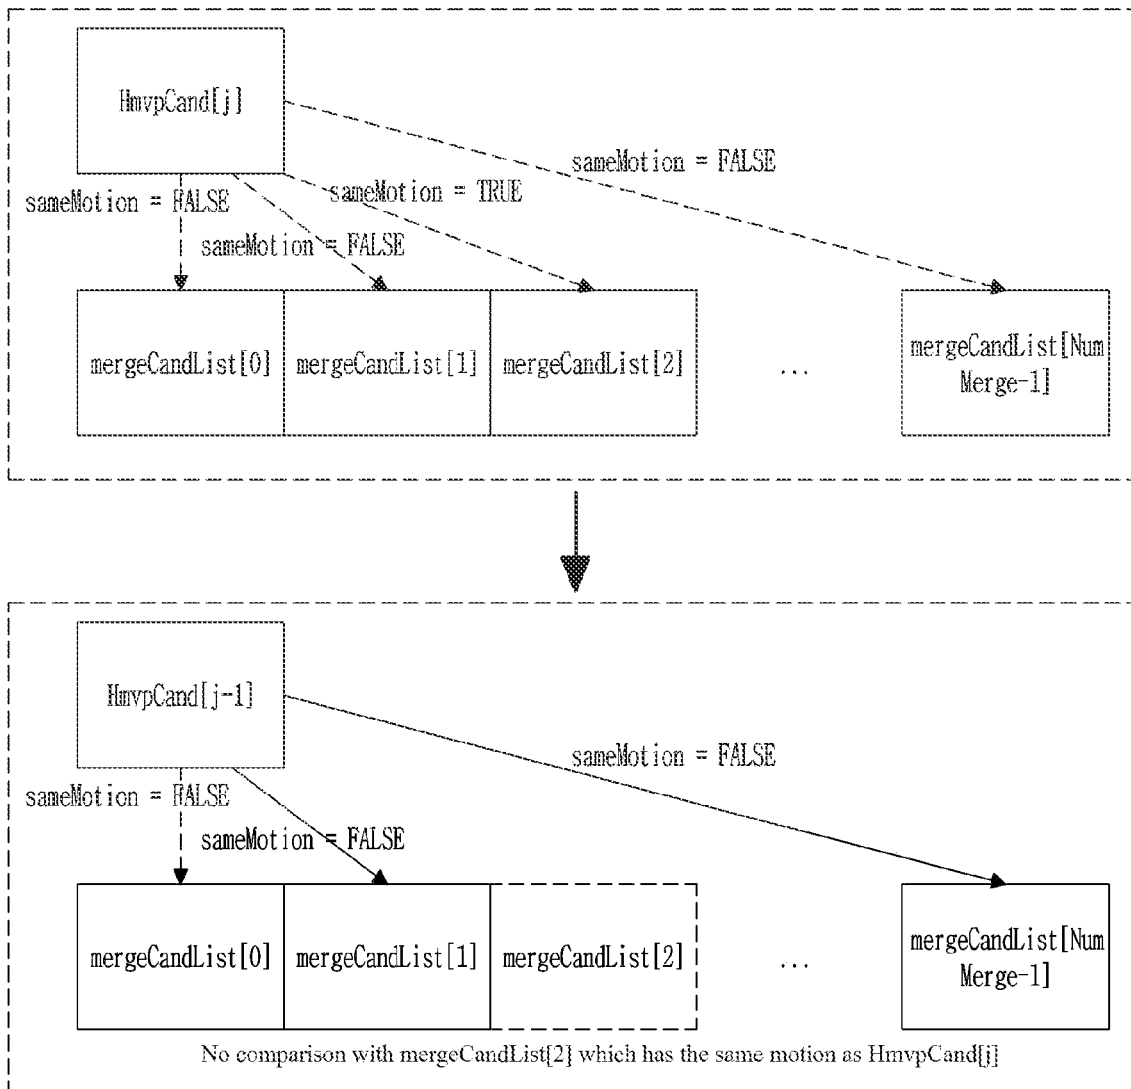 HmvpCand[j]
sameMotion = FALSE
sameMotion = TRUE
sameMotion = FALSE
sameMotion = FALSE
mergeCandList[0]
mergeCandList[1]
mergeCandList[2]
...
mergeCandList[Num
Merge-1]
HmvpCand[j-1]
sameMotion = FALSE
sameMotion = FALSE
sameMotion = FALSE
mergeCandList[0]
mergeCandList[1]
mergeCandList[2]
...
mergeCandList[Num
Merge-1]
No comparison with mergeCandList[2] which has the same motion as HmvpCand[j]